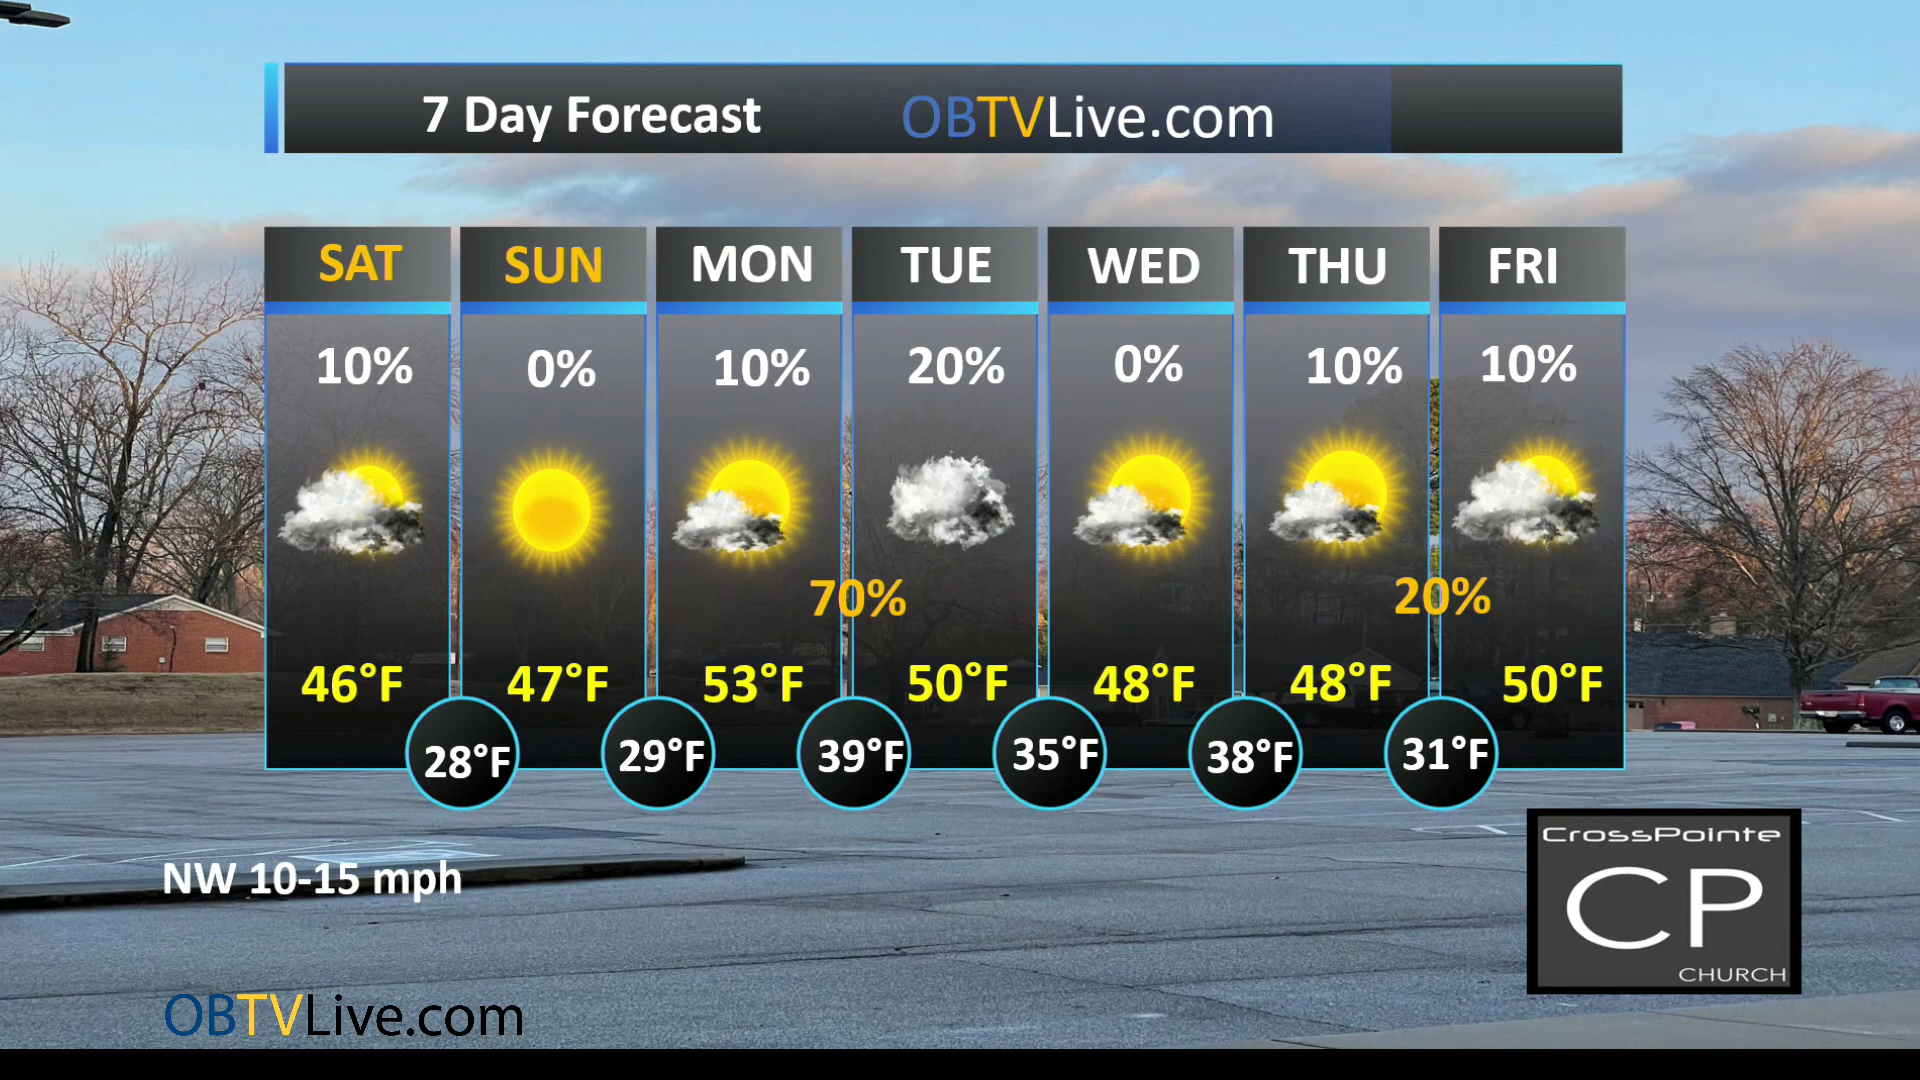 7 Day Forecast OBTVLive.com
SAT SUN MON TUE WED THU FRI
10% 0% 10% 20% 0% 10% 10%
70% 20%
46°F 47°F 53°F 50°F 48°F 48°F 50°F
28°F 29°F 39°F 35°F 38°F 31°F
NW 10-15 mph
CrossPointe
CP
CHURCH
OBTVLive.com